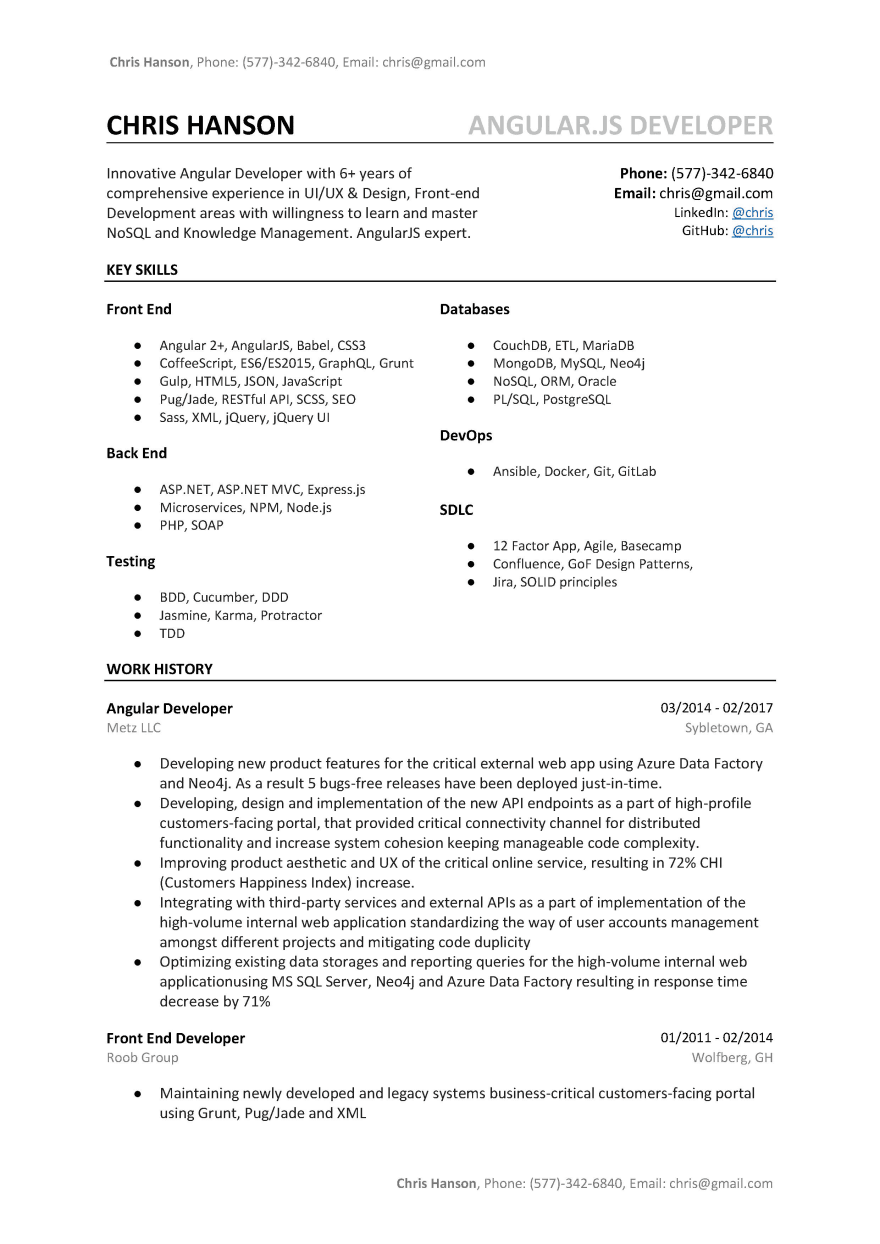 Chris Hanson, Phone: (577)-342-6840, Email: chris@gmail.com
CHRIS HANSON
ANGULAR.JS DEVELOPER
Innovative Angular Developer with 6+ years of
comprehensive experience in UI/UX & Design, Front-end
Development areas with willingness to learn and master
NoSQL and Knowledge Management. AngularJS expert.
Phone: (577)-342-6840
Email: chris@gmail.com
LinkedIn: @chris
GitHub: @chris
KEY SKILLS
Front End
● Angular 2+, AngularJS, Babel, CSS3
● CoffeeScript, ES6/ES2015, GraphQL, Grunt
● Gulp, HTML5, JSON, JavaScript
● Pug/Jade, RESTful API, SCSS, SEO
● Sass, XML, jQuery, jQuery UI
Back End
● ASP.NET, ASP.NET MVC, Express.js
● Microservices, NPM, Node.js
● PHP, SOAP
Testing
● BDD, Cucumber, DDD
● Jasmine, Karma, Protractor
● TDD
Databases
● CouchDB, ETL, MariaDB
● MongoDB, MySQL, Neo4j
● NoSQL, ORM, Oracle
● PL/SQL, PostgreSQL
DevOps
● Ansible, Docker, Git, GitLab
SDLC
● 12 Factor App, Agile, Basecamp
● Confluence, GoF Design Patterns,
● Jira, SOLID principles
WORK HISTORY
Angular Developer 03/2014 - 02/2017
Metz LLC Sybletown, GA
● Developing new product features for the critical external web app using Azure Data Factory
and Neo4j. As a result 5 bugs-free releases have been deployed just-in-time.
● Developing, design and implementation of the new API endpoints as a part of high-profile
customers-facing portal, that provided critical connectivity channel for distributed
functionality and increase system cohesion keeping manageable code complexity.
● Improving product aesthetic and UX of the critical online service, resulting in 72% CHI
(Customers Happiness Index) increase.
● Integrating with third-party services and external APIs as a part of implementation of the
high-volume internal web application standardizing the way of user accounts management
amongst different projects and mitigating code duplicity
● Optimizing existing data storages and reporting queries for the high-volume internal web
applicationusing MS SQL Server, Neo4j and Azure Data Factory resulting in response time
decrease by 71%
Front End Developer 01/2011 - 02/2014
Roob Group Wolfberg, GH
● Maintaining newly developed and legacy systems business-critical customers-facing portal
using Grunt, Pug/Jade and XML
Chris Hanson, Phone: (577)-342-6840, Email: chris@gmail.com